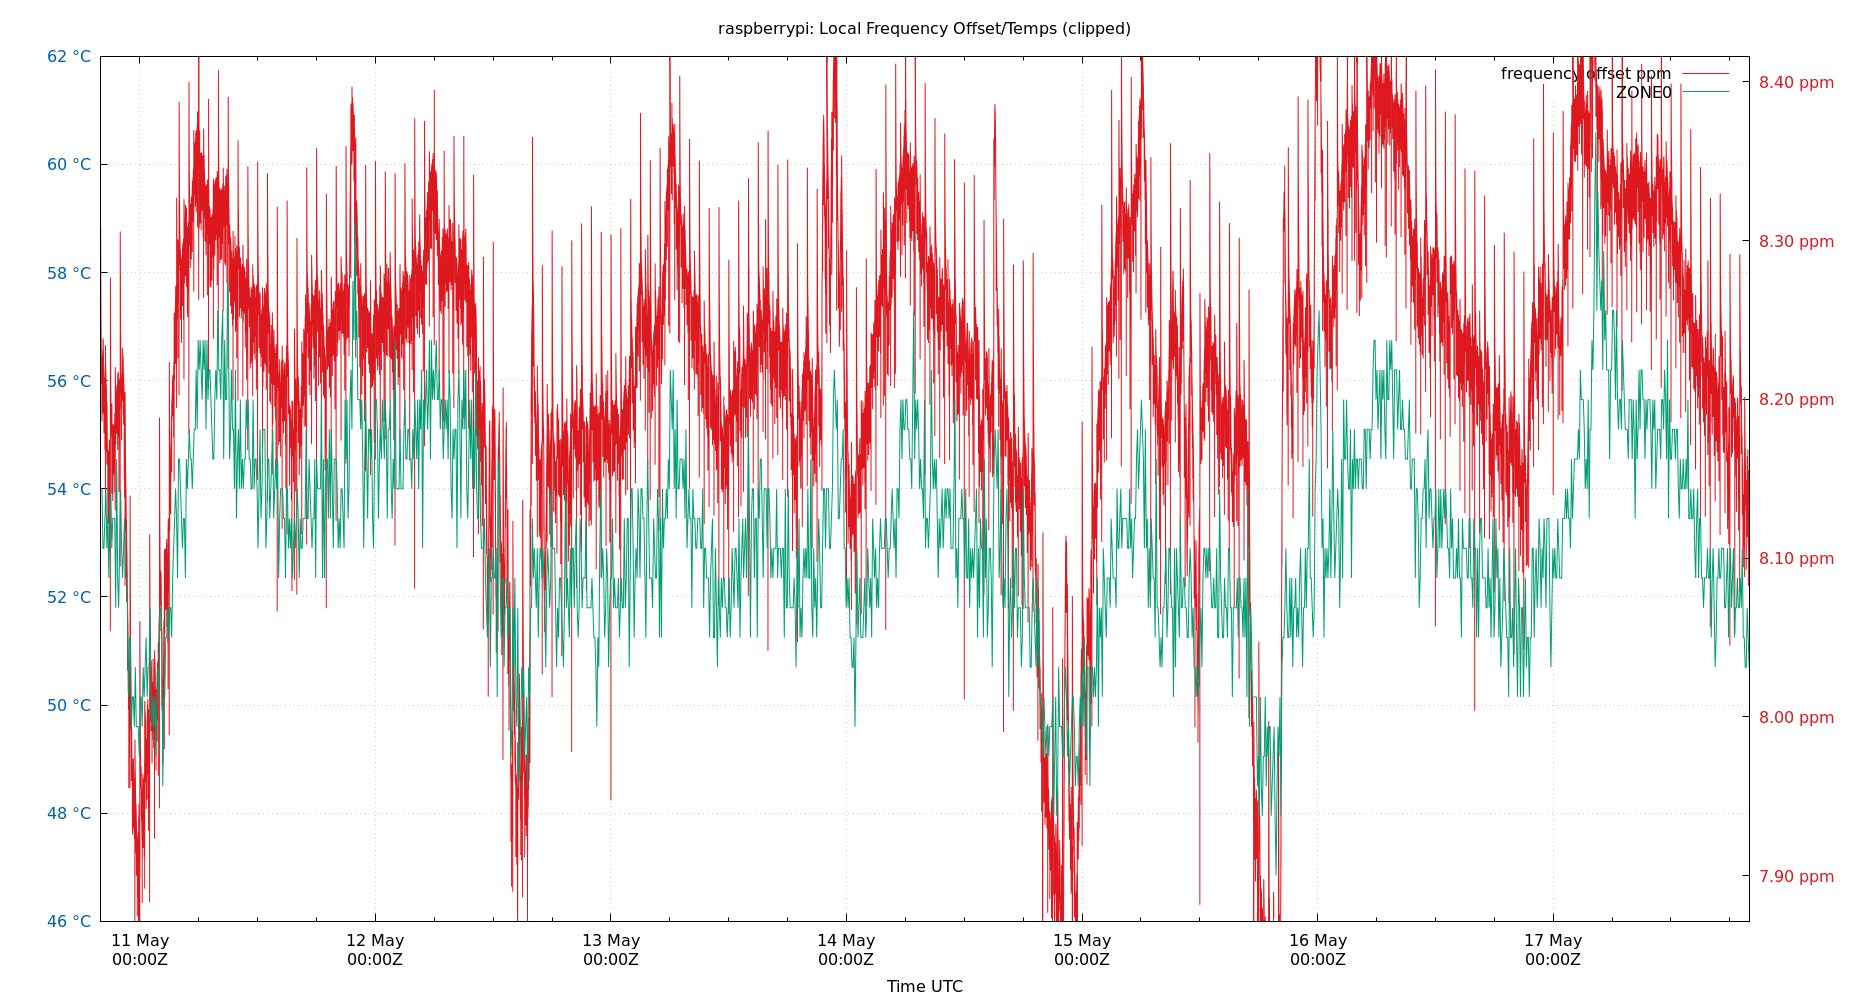 raspberrypi: Local Frequency Offset/Temps (clipped)
frequency offset ppm
ZONE0
62 °C
60 °C
58 °C
56 °C
54 °C
52 °C
50 °C
48 °C
46 °C
8.40 ppm
8.30 ppm
8.20 ppm
8.10 ppm
8.00 ppm
7.90 ppm
11 May
00:00Z
12 May
00:00Z
13 May
00:00Z
14 May
00:00Z
15 May
00:00Z
16 May
00:00Z
17 May
00:00Z
Time UTC